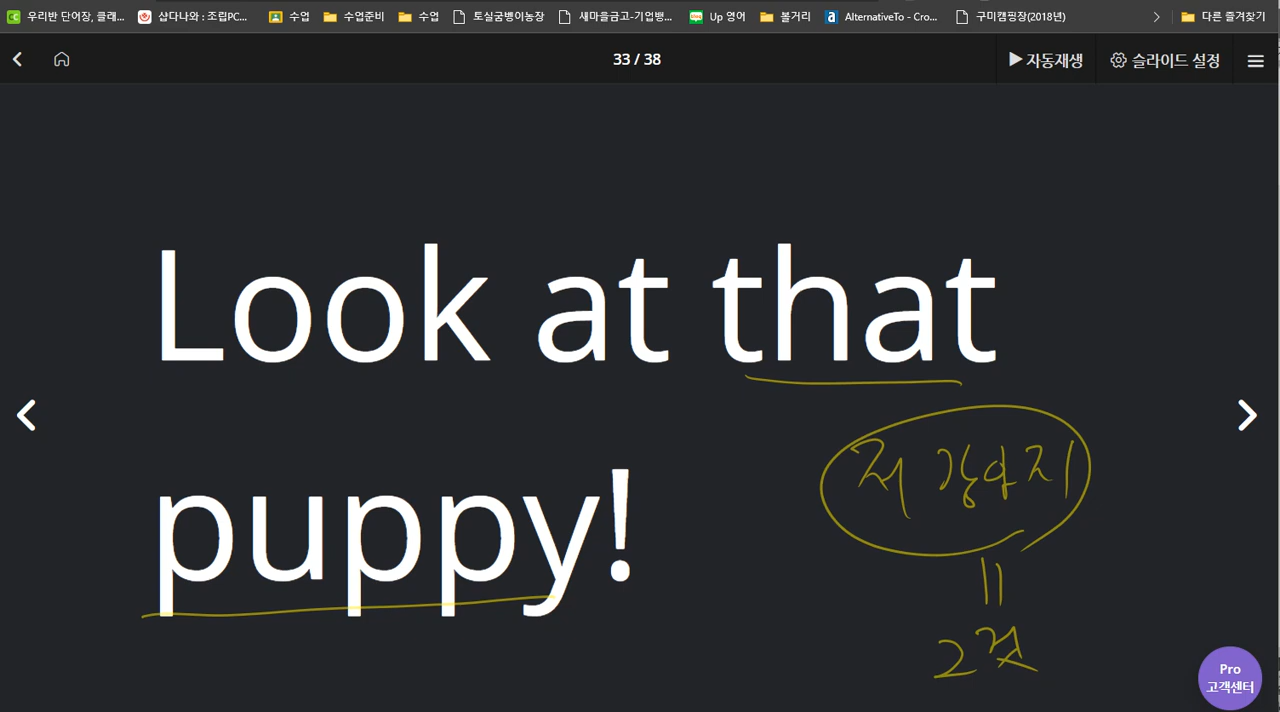 우리반 단어장, 클래... 샵다나와 : 조립PC... 수업 수업준비 수업 토실굼벵이농장 새마을금고-기업뱅... Up 영어 볼거리 AlternativeTo - Cro... 구미캠핑장(2018년) 다른 즐겨찾기
33 / 38 자동재생 슬라이드 설정
Look at that
puppy!
저 강아지
=
그것
Pro
고객센터